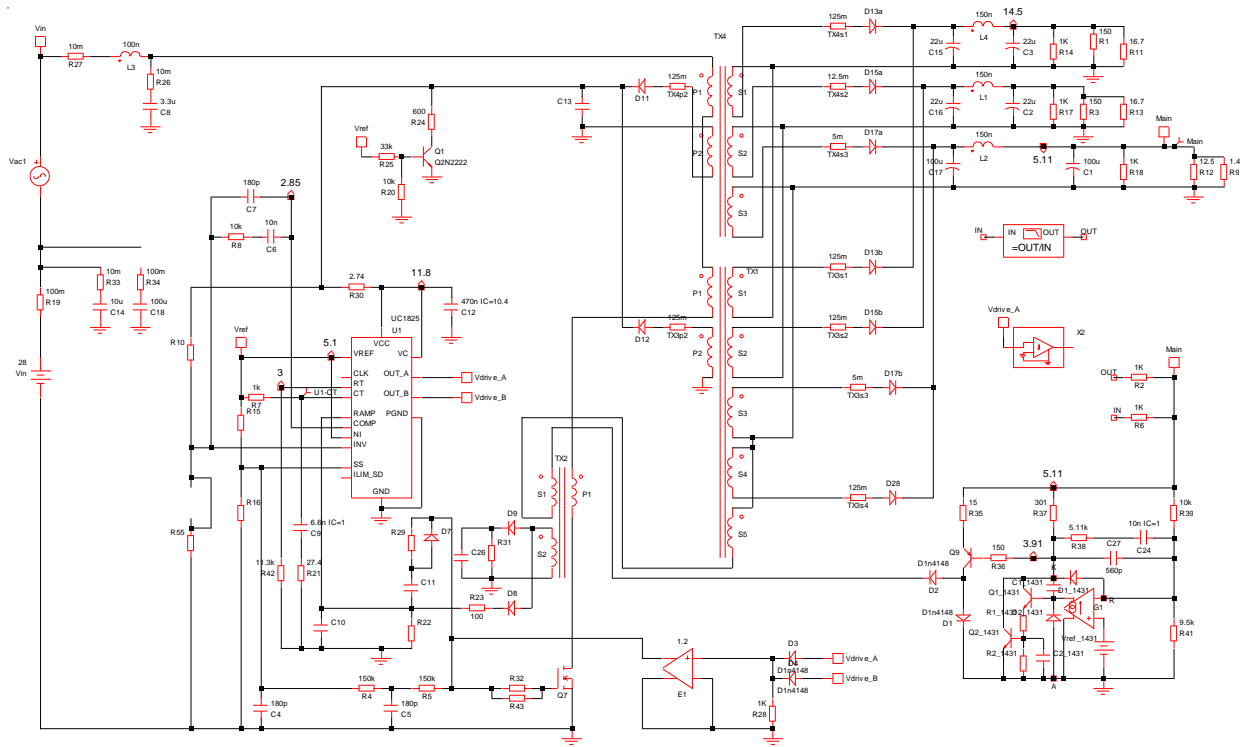 Vin
10m
R27
100n
L3
10m
R26
3.3u
C8
Vac1
180p
C7
2.85
10k
R8
10n
C6
10m
R33
100m
R34
100m
R19
10u
C14
100u
C18
28
Vin
R10
R55
Vref
33k
R25
600
R24
Q1
Q2N2222
10k
R20
2.74
R30
11.8
470n IC=10.4
C12
UC1825
U1
VCC
VREF
VC
CLK
RT
OUT_A
CT
OUT_B
RAMP
PGND
COMP
NI
INV
SS
ILIM_SD
GND
Vref
5.1
3
U1-CT
1k
R7
R15
R16
Vdrive_A
Vdrive_B
6.6n IC=1
C9
11.3k
R42
27.4
R21
R29
D7
C11
C10
R22
C26
R31
D9
D8
R23
100
S1
TX2
P1
S2
150k
R4
150k
R5
180p
C4
180p
C5
R32
R43
Q7
1.2
E1
D3
D4
D1n4148
D1n4148
Vdrive_A
Vdrive_B
1K
R28
C13
D11
125m
TX4p2
D12
125m
TX3p2
TX4
P1
S1
P2
S2
S3
TX1
P1
S1
P2
S2
S3
S4
S5
125m
TX4s1
D13a
12.5m
TX4s2
D15a
5m
TX4s3
D17a
125m
TX3s1
D13b
125m
TX3s2
D15b
5m
TX3s3
D17b
125m
TX3s4
D28
150n
L4
14.5
22u
C15
22u
C3
1K
R14
150
R1
16.7
R11
150n
L1
22u
C16
22u
C2
1K
R17
150
R3
16.7
R13
150n
L2
5.11
100u
C17
100u
C1
1K
R18
Main
Main
12.5
R12
1.4
R9
IN
IN
OUT
OUT
=OUT/IN
Vdrive_A
X2
Main
OUT
1K
R2
IN
1K
R6
5.11
15
R35
301
R37
10k
R39
5.11k
R38
10n IC=1
C24
C27
560p
Q9
150
R36
3.91
D1n4148
D2
D1n4148
D1
K
C1_1431
D1_1431
Q1_1431
R1_1431
D2_1431
G1
R
Q2_1431
R2_1431
C2_1431
Vref_1431
A
9.5k
R41